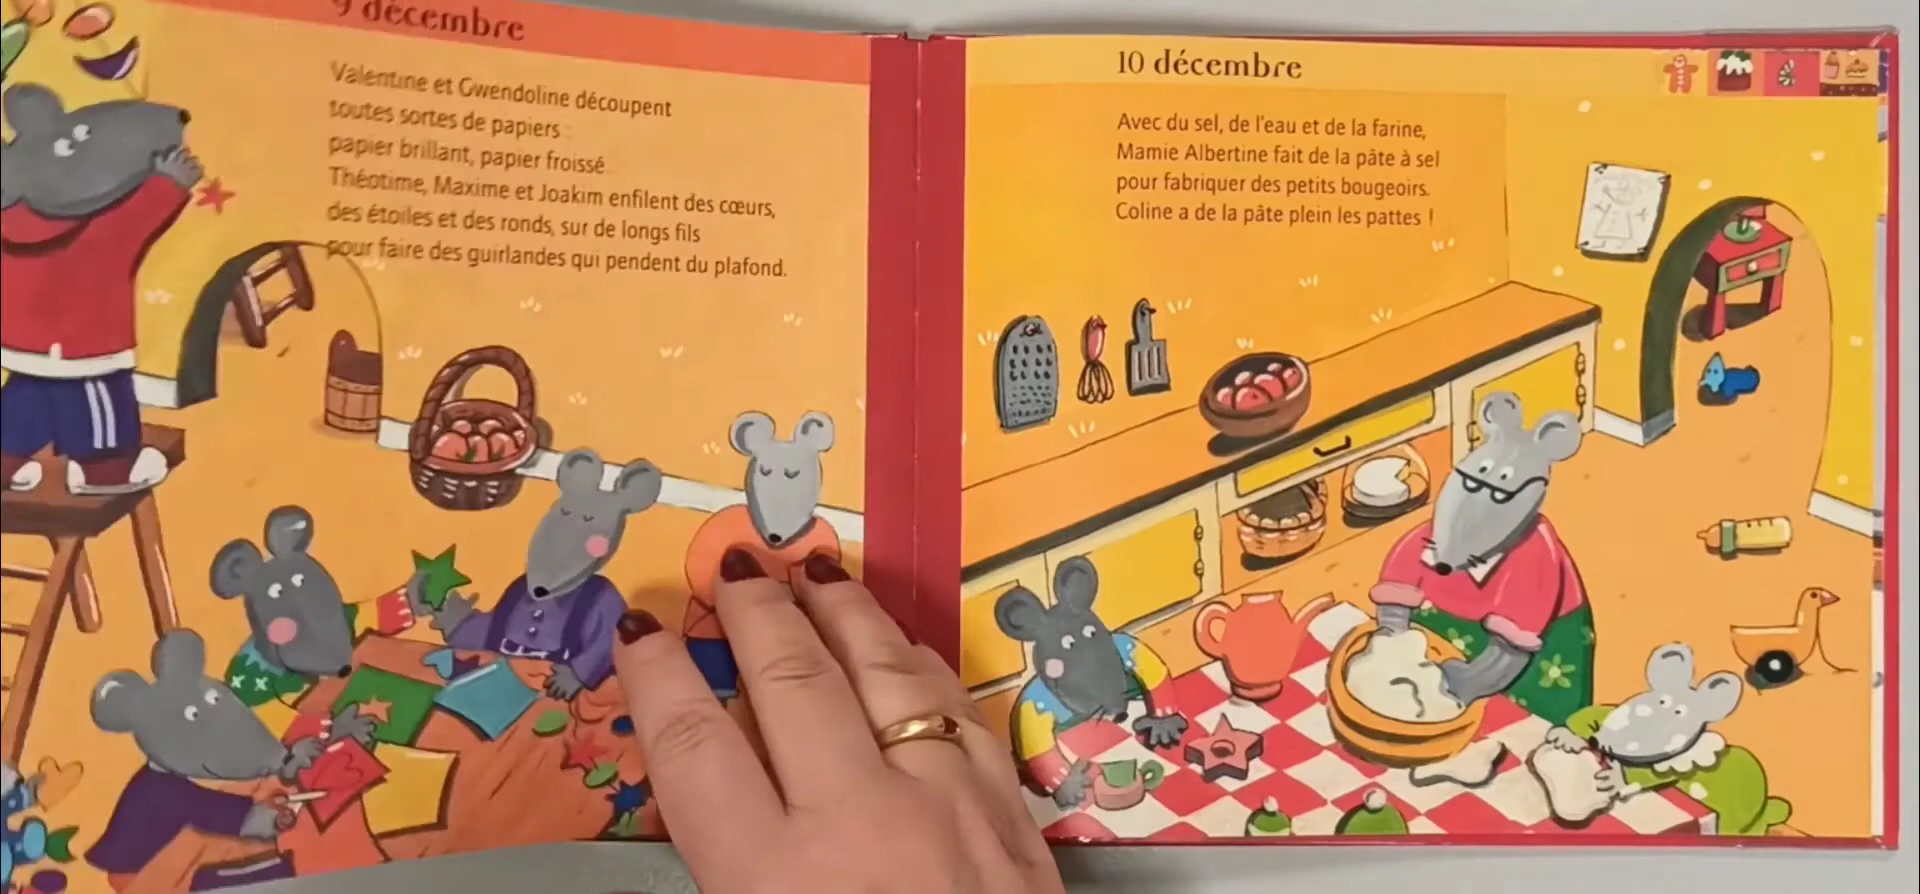 9 décembre
Valentine et Gwendoline découpent
toutes sortes de papiers :
papier brillant, papier froissé.
Théotime, Maxime et Joakim enfilent des cœurs,
des étoiles et des ronds, sur de longs fils
pour faire des guirlandes qui pendent du plafond.
10 décembre
Avec du sel, de l'eau et de la farine,
Mamie Albertine fait de la pâte à sel
pour fabriquer des petits bougeoirs.
Coline a de la pâte plein les pattes !